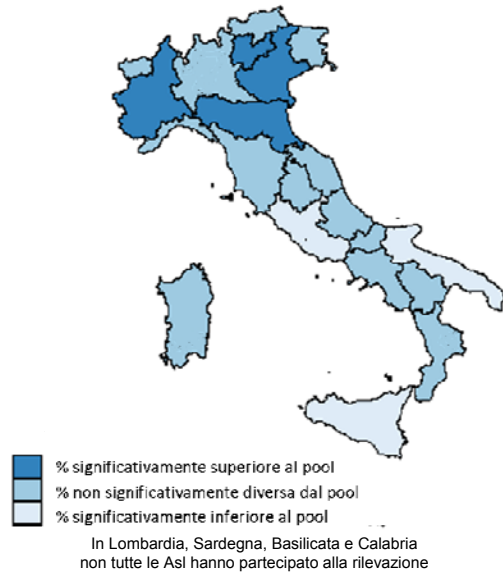 % significativamente superiore al pool
% non significativamente diversa dal pool
% significativamente inferiore al pool
In Lombardia, Sardegna, Basilicata e Calabria
non tutte le Asl hanno partecipato alla rilevazione